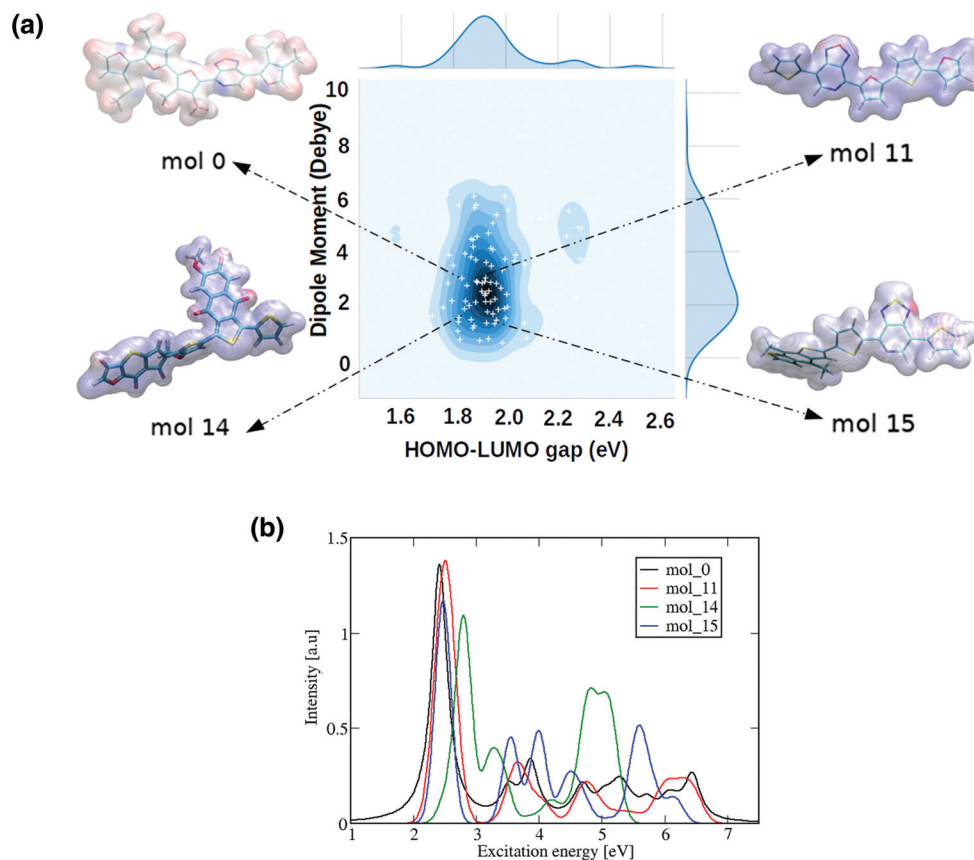 (a)
mol 0
mol 11
mol 14
mol 15
Dipole Moment (Debye)
10
8
6
4
2
0
1.6 1.8 2.0 2.2 2.4 2.6
HOMO-LUMO gap (eV)
(b)
Intensity [a.u]
1.5
1
0.5
0
mol_0
mol_11
mol_14
mol_15
1 2 3 4 5 6 7
Excitation energy [eV]